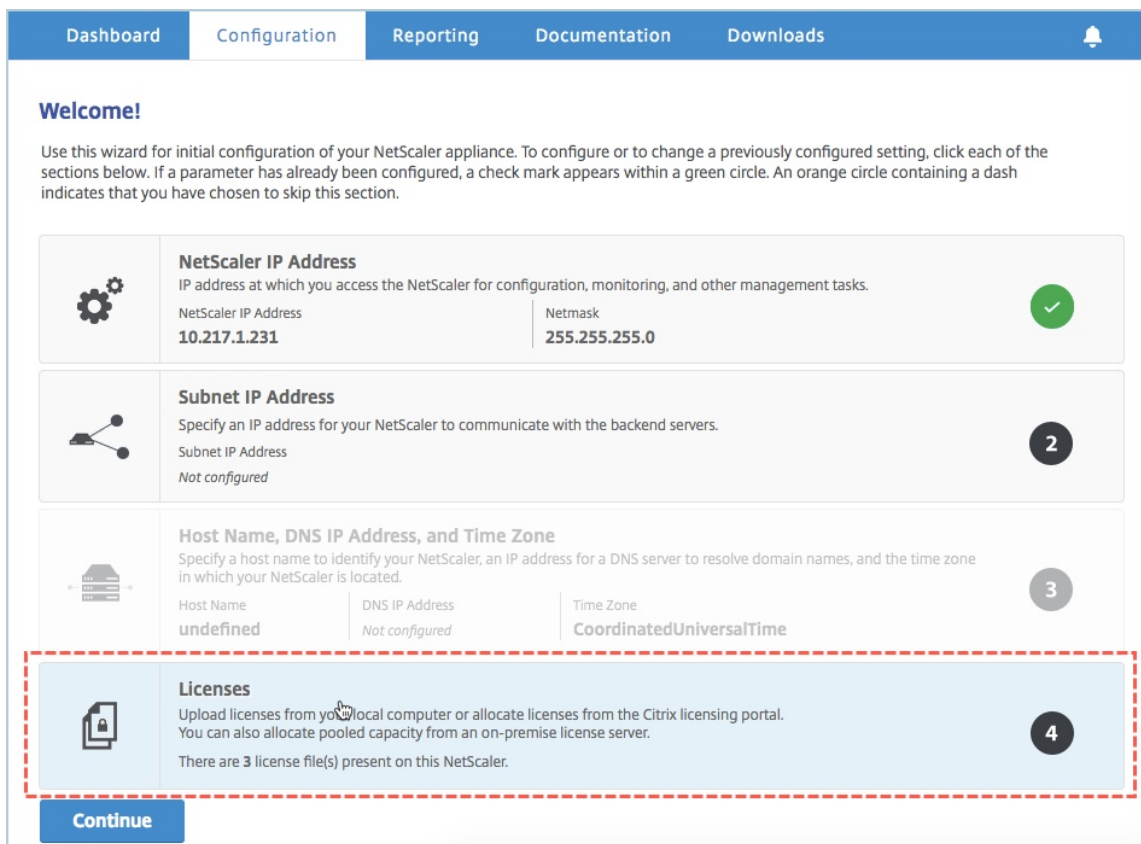 Dashboard Configuration Reporting Documentation Downloads
Welcome!
Use this wizard for initial configuration of your NetScaler appliance. To configure or to change a previously configured setting, click each of the
sections below. If a parameter has already been configured, a check mark appears within a green circle. An orange circle containing a dash
indicates that you have chosen to skip this section.
NetScaler IP Address
IP address at which you access the NetScaler for configuration, monitoring, and other management tasks.
NetScaler IP Address Netmask
10.217.1.231 255.255.255.0
Subnet IP Address
Specify an IP address for your NetScaler to communicate with the backend servers.
2
Subnet IP Address
Not configured
Host Name, DNS IP Address, and Time Zone
Specify a host name to identify your NetScaler, an IP address for a DNS server to resolve domain names, and the time zone
in which your NetScaler is located.
3
Host Name DNS IP Address Time Zone
undefined Not configured CoordinatedUniversalTime
Licenses
Upload licenses from your local computer or allocate licenses from the Citrix licensing portal.
You can also allocate pooled capacity from an on-premise license server.
4
There are 3 license file(s) present on this NetScaler.
Continue